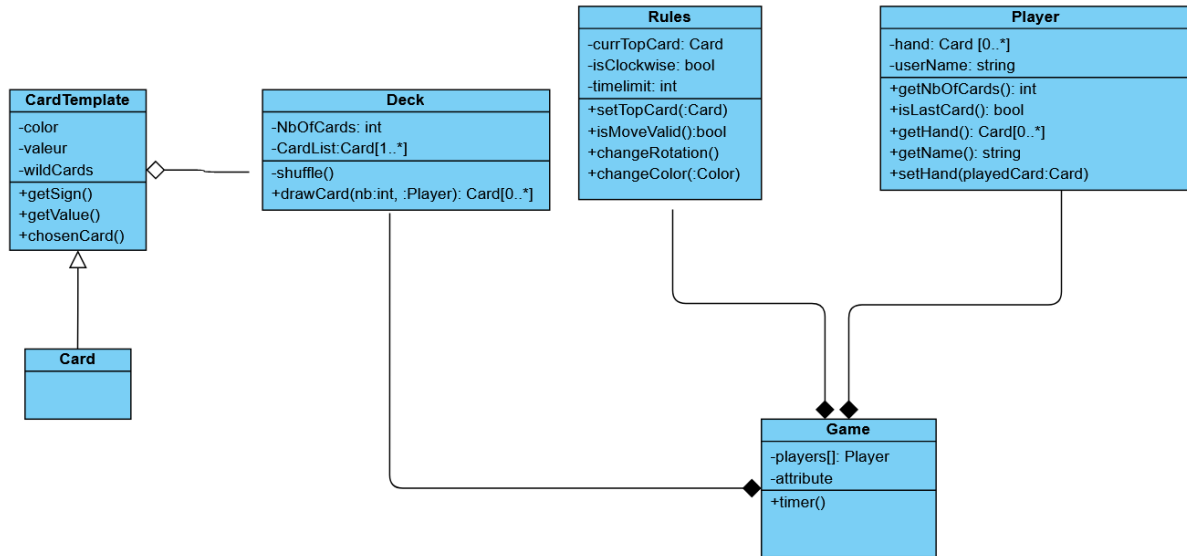 CardTemplate
-color
-valeur
-wildCards
+getSign()
+getValue()
+chosenCard()
Card
Deck
-NbOfCards: int
-CardList:Card[1..*]
-shuffle()
+drawCard(nb:int, :Player): Card[0..*]
Rules
-currTopCard: Card
-isClockwise: bool
-timelimit: int
+setTopCard(:Card)
+isMoveValid():bool
+changeRotation()
+changeColor(:Color)
Player
-hand: Card [0..*]
-userName: string
+getNbOfCards(): int
+isLastCard(): bool
+getHand(): Card[0..*]
+getName(): string
+setHand(playedCard:Card)
Game
-players[]: Player
-attribute
+timer()